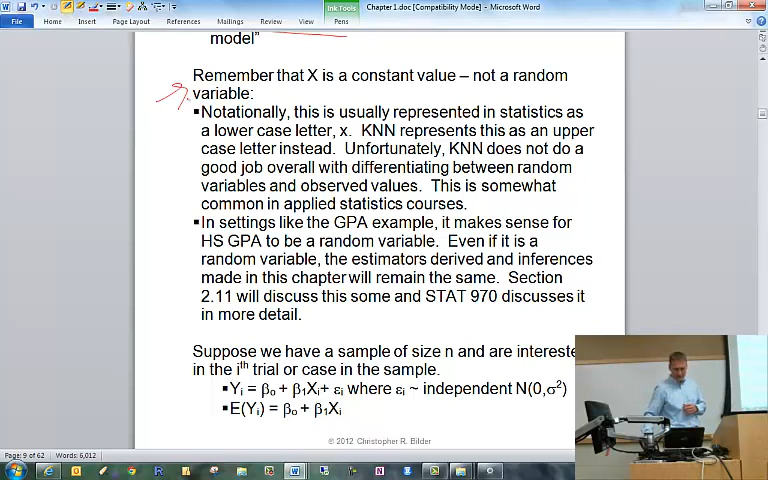 Ink Tools
Chapter 1.doc [Compatibility Mode] - Microsoft Word
File Home Insert Page Layout References Mailings Review View Pens
model"
Remember that X is a constant value – not a random
variable:
▪Notationally, this is usually represented in statistics as
a lower case letter, x. KNN represents this as an upper
case letter instead. Unfortunately, KNN does not do a
good job overall with differentiating between random
variables and observed values. This is somewhat
common in applied statistics courses.
▪In settings like the GPA example, it makes sense for
HS GPA to be a random variable. Even if it is a
random variable, the estimators derived and inferences
made in this chapter will remain the same. Section
2.11 will discuss this some and STAT 970 discusses it
in more detail.
Suppose we have a sample of size n and are intereste
in the iᵗʰ trial or case in the sample.
▪Yᵢ = βₒ + β₁Xᵢ+ εᵢ where εᵢ ~ independent N(0,σ²)
▪E(Yᵢ) = βₒ + β₁Xᵢ
© 2012 Christopher R. Bilder
Page: 9 of 62 Words: 6,012